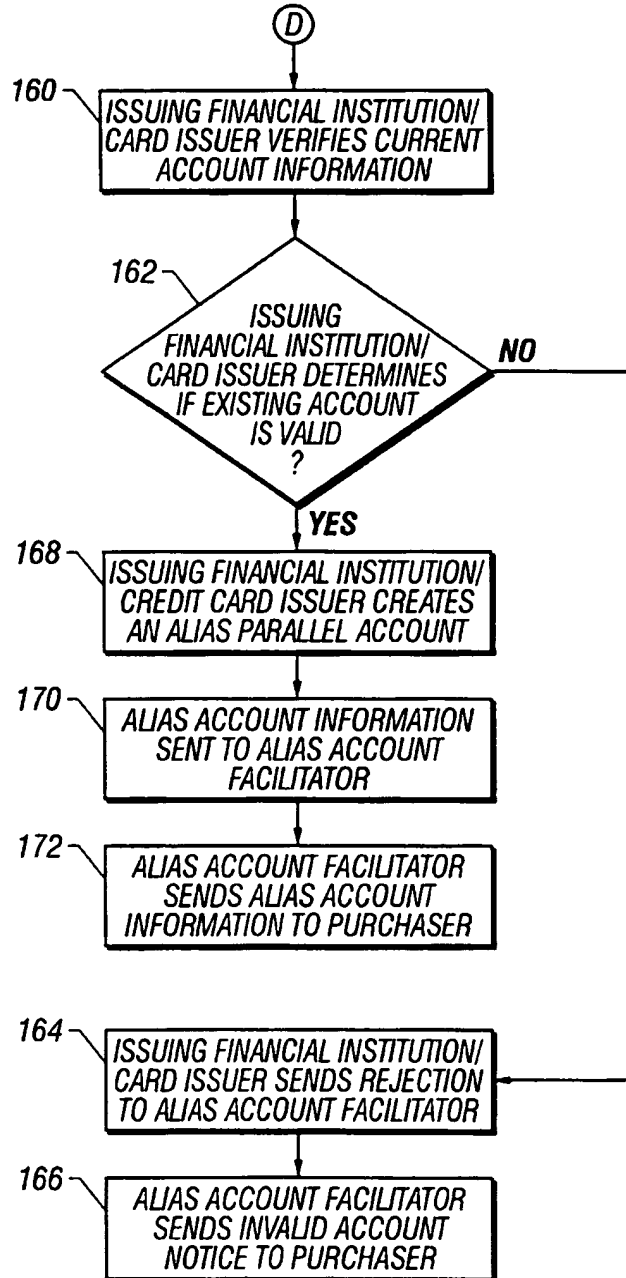 D
160
ISSUING FINANCIAL INSTITUTION/
CARD ISSUER VERIFIES CURRENT
ACCOUNT INFORMATION
162
ISSUING
FINANCIAL INSTITUTION/
CARD ISSUER DETERMINES
IF EXISTING ACCOUNT
IS VALID
?
NO
YES
168
ISSUING FINANCIAL INSTITUTION/
CREDIT CARD ISSUER CREATES
AN ALIAS PARALLEL ACCOUNT
170
ALIAS ACCOUNT INFORMATION
SENT TO ALIAS ACCOUNT
FACILITATOR
172
ALIAS ACCOUNT FACILITATOR
SENDS ALIAS ACCOUNT
INFORMATION TO PURCHASER
164
ISSUING FINANCIAL INSTITUTION/
CARD ISSUER SENDS REJECTION
TO ALIAS ACCOUNT FACILITATOR
166
ALIAS ACCOUNT FACILITATOR
SENDS INVALID ACCOUNT
NOTICE TO PURCHASER